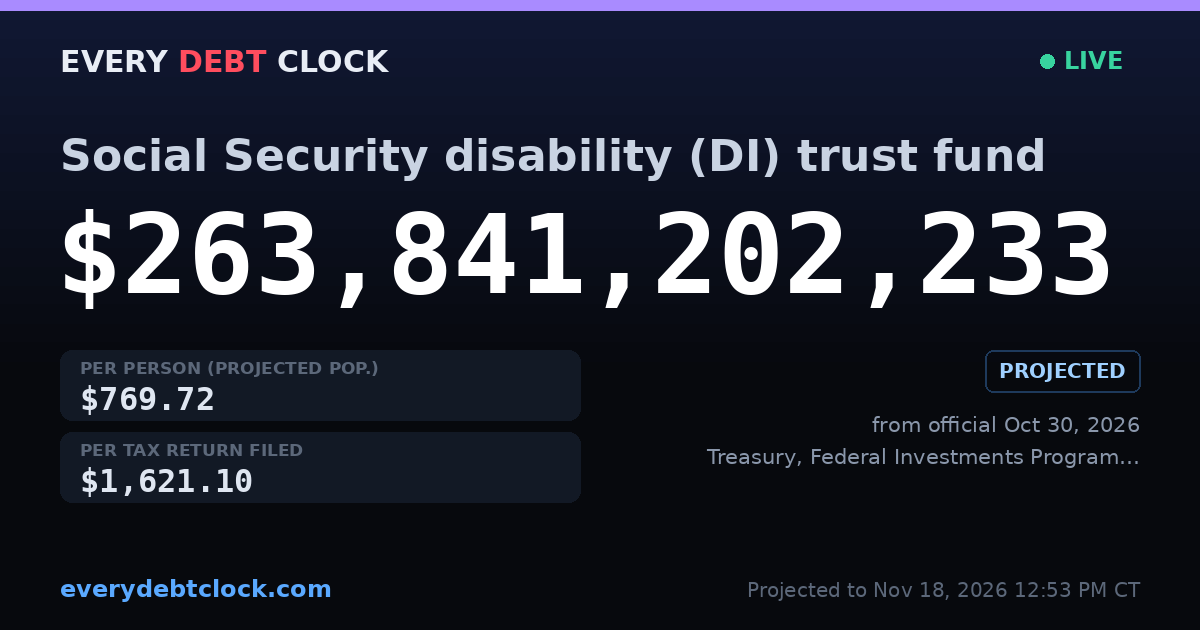 EVERY DEBT CLOCK
LIVE
Social Security disability (DI) trust fund
$263,841,202,233
PER PERSON (PROJECTED POP.)
$769.72
PER TAX RETURN FILED
$1,621.10
PROJECTED
from official Oct 30, 2026
Treasury, Federal Investments Program...
everydebtclock.com
Projected to Nov 18, 2026 12:53 PM CT